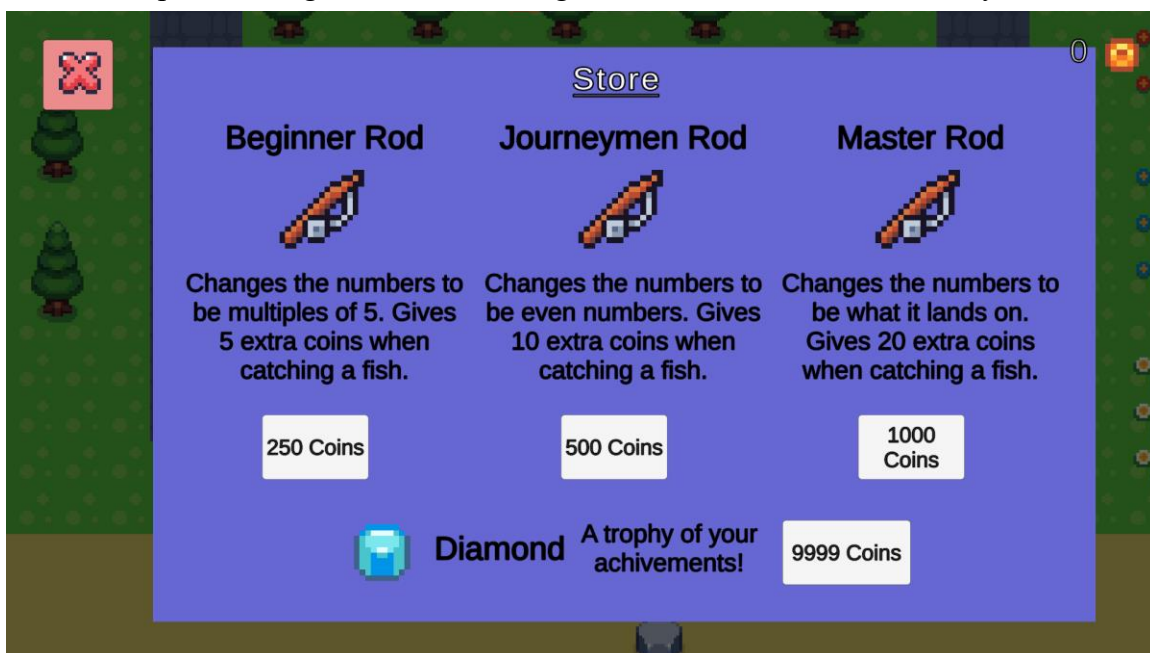 0
Store
Beginner Rod
Journeymen Rod
Master Rod
Changes the numbers to
be multiples of 5. Gives
5 extra coins when
catching a fish.
Changes the numbers to
be even numbers. Gives
10 extra coins when
catching a fish.
Changes the numbers to
be what it lands on.
Gives 20 extra coins
when catching a fish.
250 Coins
500 Coins
1000
Coins
Diamond
A trophy of your
achivements!
9999 Coins